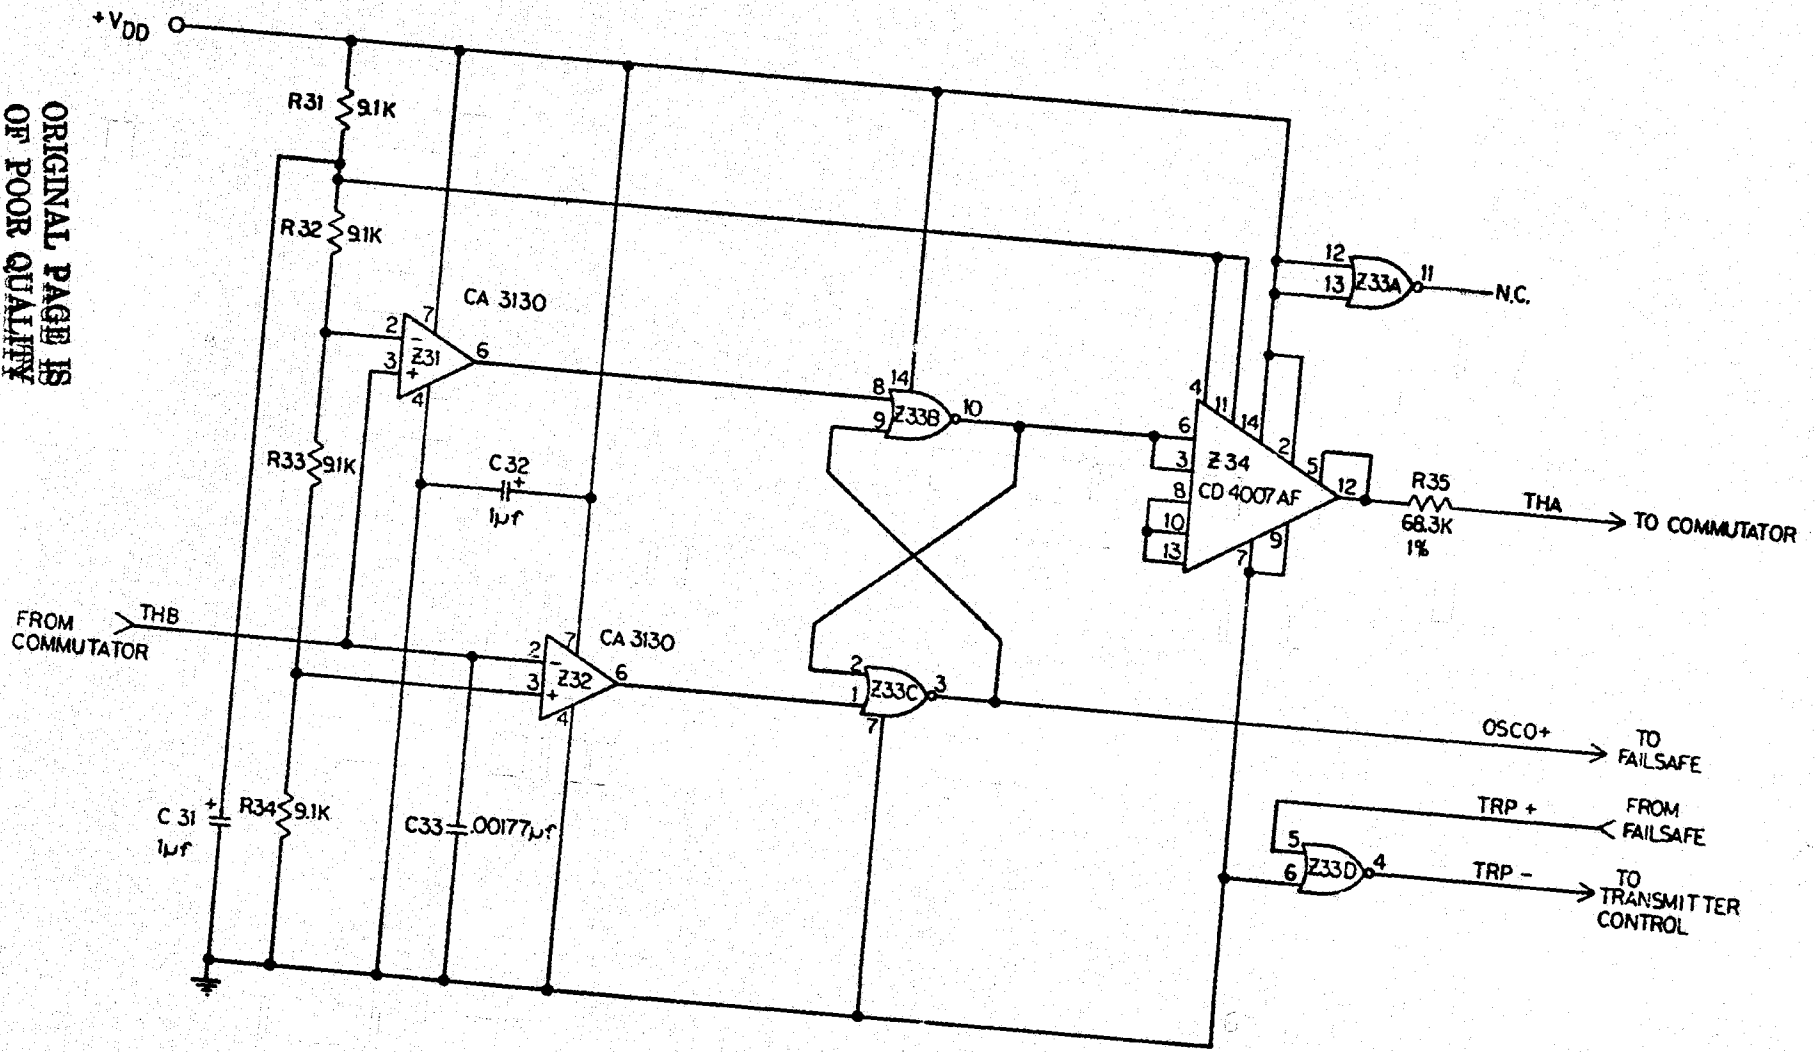 +VDD
ORIGINAL PAGE IS
OF POOR QUALITY
R31 9.1K
R32 9.1K
CA 3130
7
2
- Z31
3
+
6
4
12
13
Z33A
11
N.C.
8
14
9
Z33B
10
4
11
14
2
6
3
Z34
5
8
CD 4007AF
12
10
13
7
9
R35
68.3K
1%
THA
TO COMMUTATOR
R33 9.1K
C32
+
1µf
FROM
COMMUTATOR
THB
CA 3130
7
2
-
Z32
3
+
6
4
2
1
Z33C
3
7
OSCO+
TO
FAILSAFE
C 31
+
1µf
R34 9.1K
C33 .00177µf
TRP +
FROM
FAILSAFE
5
6
Z33D
4
TRP -
TO
TRANSMITTER
CONTROL